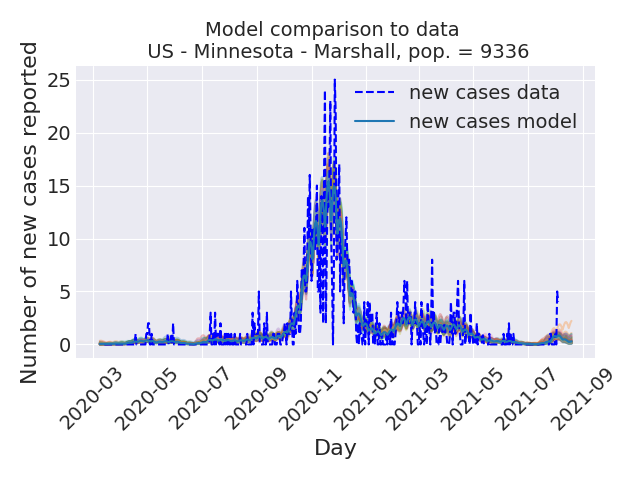 Model comparison to data
US - Minnesota - Marshall, pop. = 9336
Number of new cases reported
25
20
15
10
5
0
new cases data
new cases model
2020-03
2020-05
2020-07
2020-09
2020-11
2021-01
2021-03
2021-05
2021-07
2021-09
Day